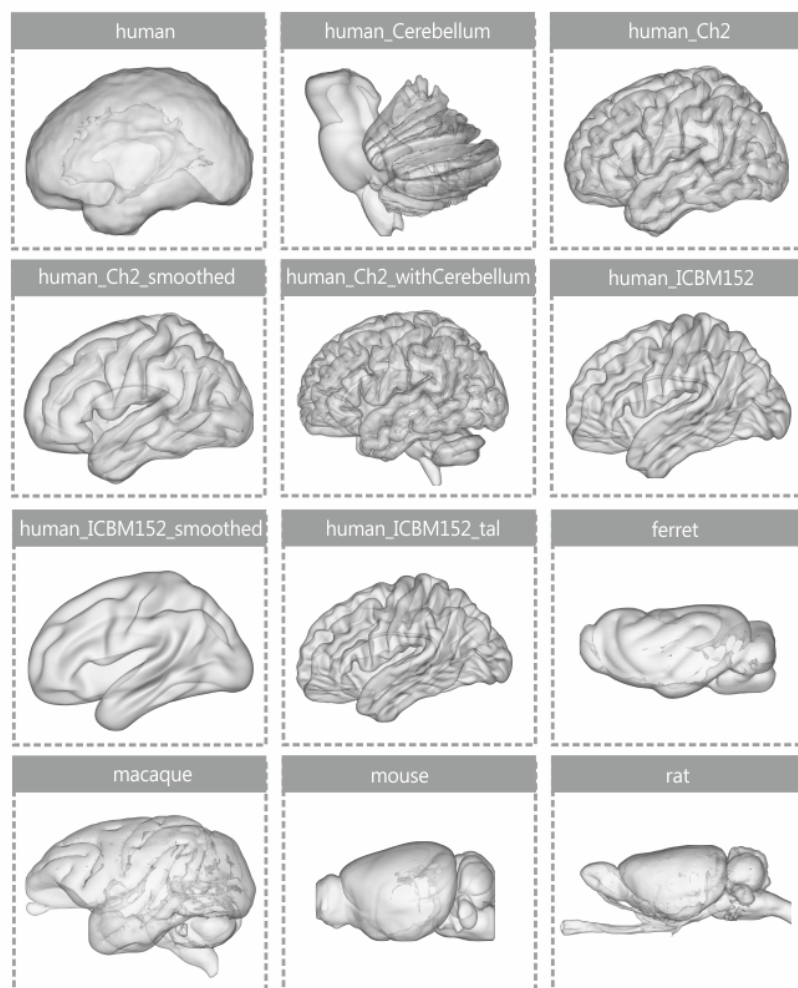 human
human_Cerebellum
human_Ch2
human_Ch2_smoothed
human_Ch2_withCerebellum
human_ICBM152
human_ICBM152_smoothed
human_ICBM152_tal
ferret
macaque
mouse
rat